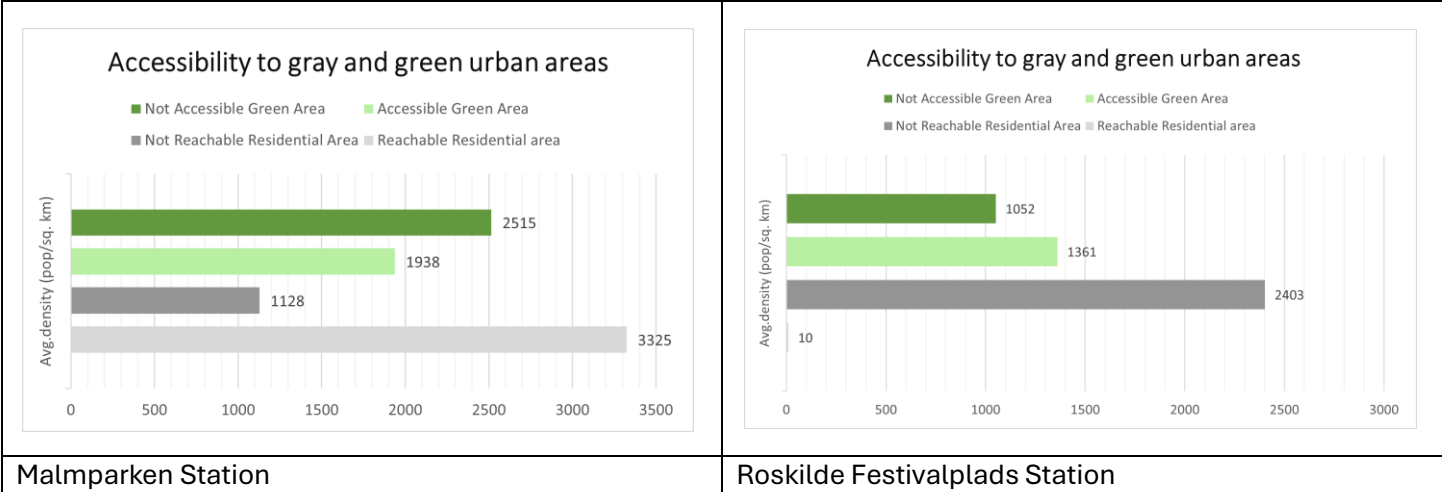 Accessibility to gray and green urban areas
Not Accessible Green Area Accessible Green Area
Not Reachable Residential Area Reachable Residential area
Avg.density (pop/sq. km)
2515
1938
1128
3325
0 500 1000 1500 2000 2500 3000 3500
Malmparken Station
Accessibility to gray and green urban areas
Not Accessible Green Area Accessible Green Area
Not Reachable Residential Area Reachable Residential area
Avg.density (pop/sq. km)
1052
1361
2403
10
0 500 1000 1500 2000 2500 3000
Roskilde Festivalplads Station